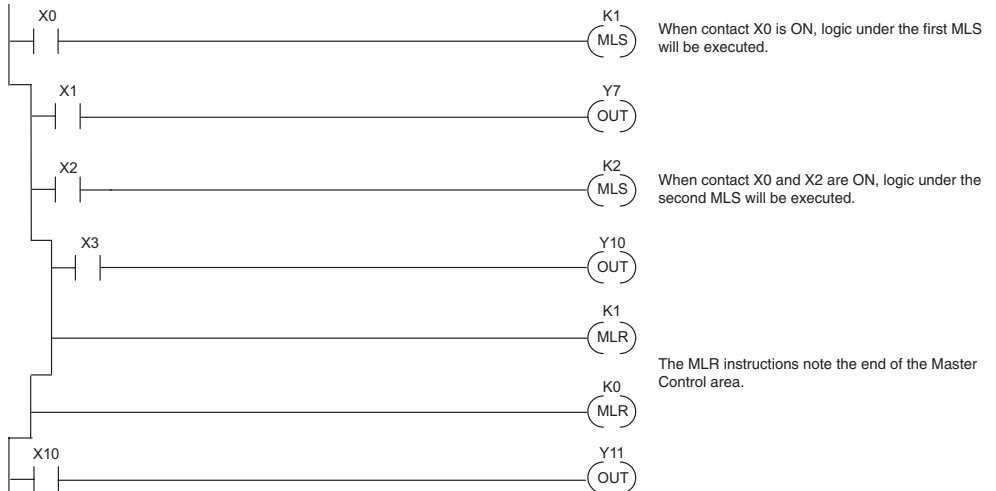 X0
K1
MLS
When contact X0 is ON, logic under the first MLS
will be executed.
X1
Y7
OUT
X2
K2
MLS
When contact X0 and X2 are ON, logic under the
second MLS will be executed.
X3
Y10
OUT
K1
MLR
The MLR instructions note the end of the Master
Control area.
K0
MLR
X10
Y11
OUT